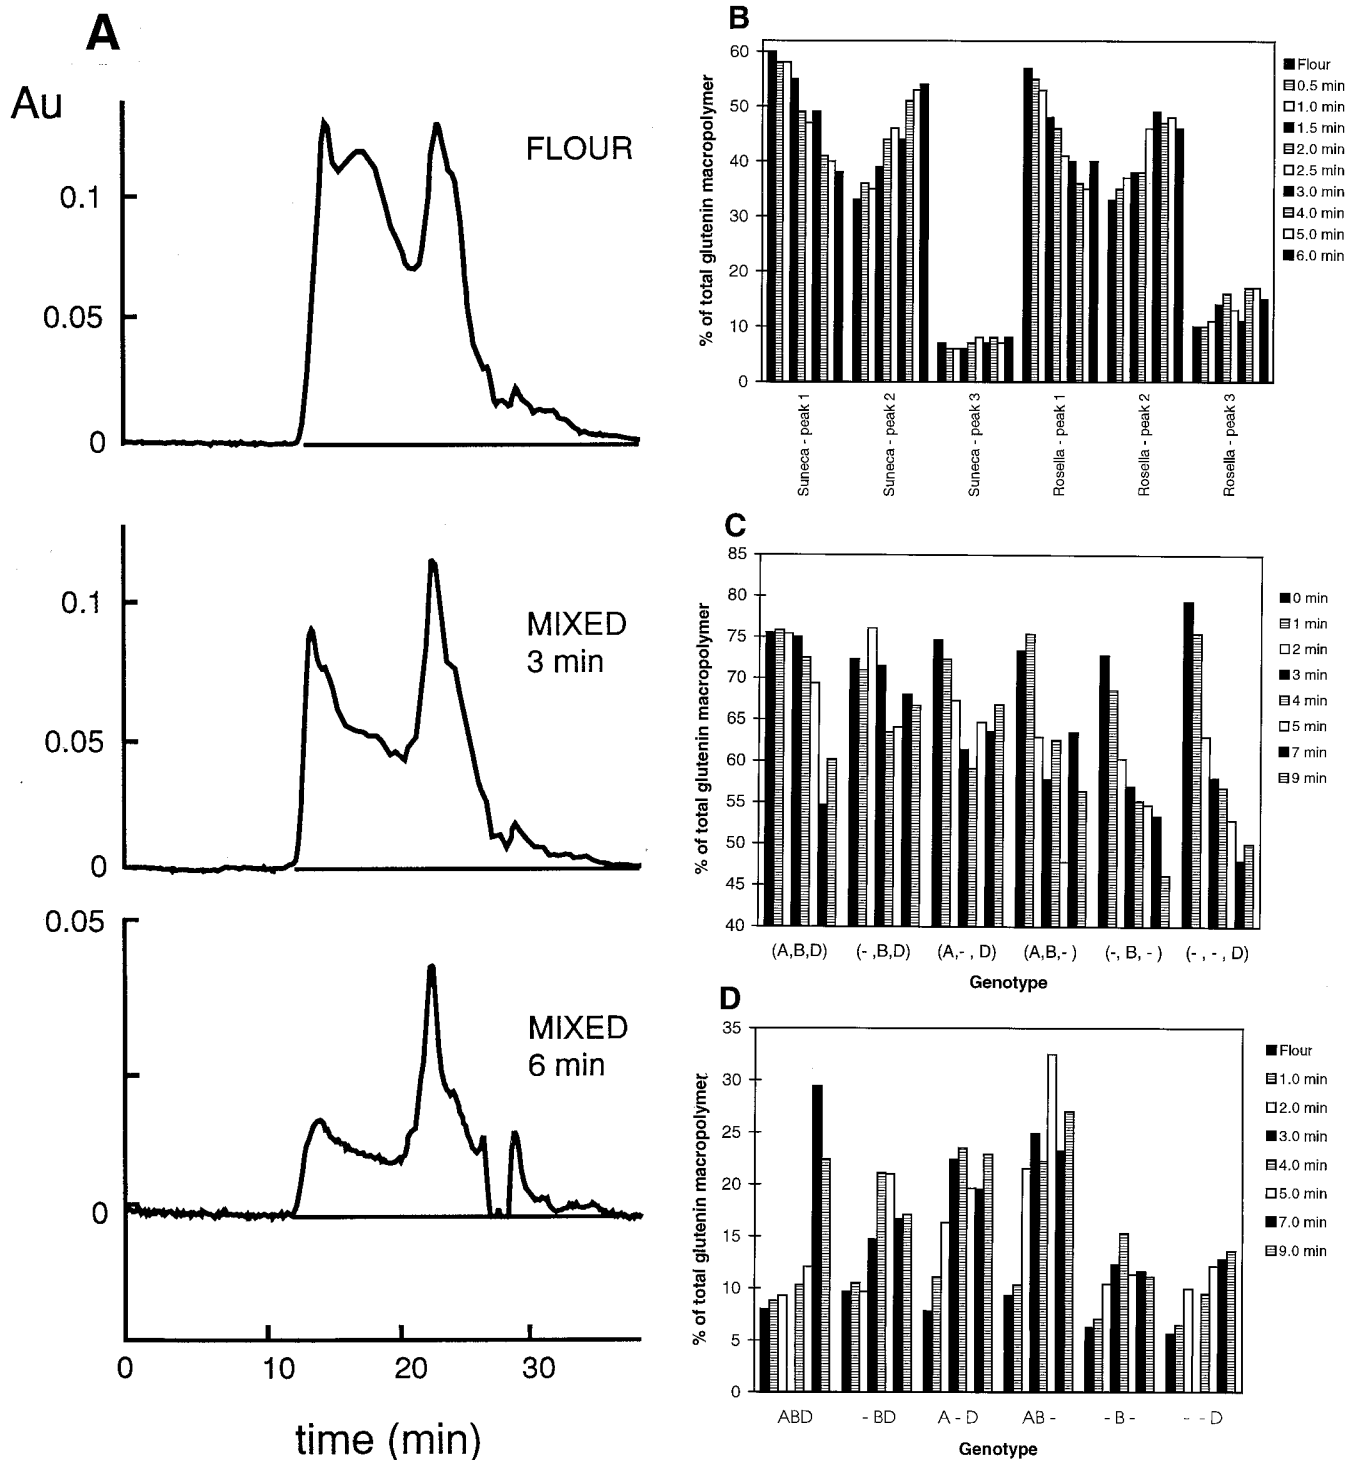 A
Au
FLOUR
0.1
0.05
0
MIXED
3 min
0.1
0.05
0
MIXED
6 min
0.05
0
0 10 20 30
time (min)
B
% of total glutenin macropolymer
60
50
40
30
20
10
0
Suneca - peak 1
Suneca - peak 2
Suneca - peak 3
Rosella - peak 1
Rosella - peak 2
Rosella - peak 3
Flour
0.5 min
1.0 min
1.5 min
2.0 min
2.5 min
3.0 min
4.0 min
5.0 min
6.0 min
C
% of total glutenin macropolymer
85
80
75
70
65
60
55
50
45
40
(A,B,D) (- ,B,D) (A,- , D) (A,B,- ) (-, B, - ) (- , - , D)
Genotype
0 min
1 min
2 min
3 min
4 min
5 min
7 min
9 min
D
% of total glutenin macropolymer
35
30
25
20
15
10
5
0
ABD - BD A - D AB - - B - - - D
Genotype
Flour
1.0 min
2.0 min
3.0 min
4.0 min
5.0 min
7.0 min
9.0 min